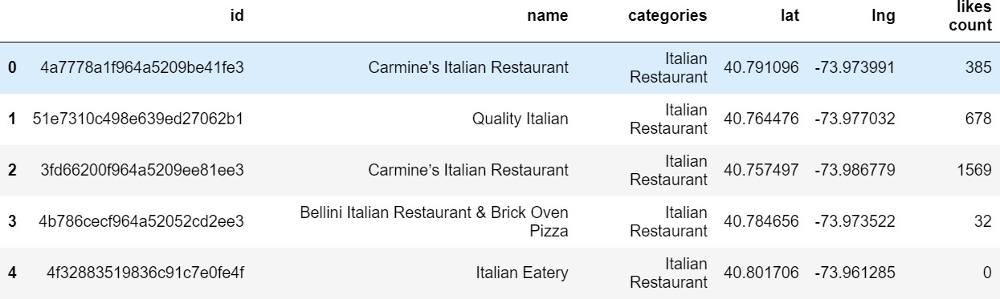 id name categories lat lng likes count
0 4a7778a1f964a5209be41fe3 Carmine's Italian Restaurant Italian Restaurant 40.791096 -73.973991 385
1 51e7310c498e639ed27062b1 Quality Italian Italian Restaurant 40.764476 -73.977032 678
2 3fd66200f964a5209ee81ee3 Carmine’s Italian Restaurant Italian Restaurant 40.757497 -73.986779 1569
3 4b786cecf964a52052cd2ee3 Bellini Italian Restaurant & Brick Oven Pizza Italian Restaurant 40.784656 -73.973522 32
4 4f32883519836c91c7e0fe4f Italian Eatery Italian Restaurant 40.801706 -73.961285 0